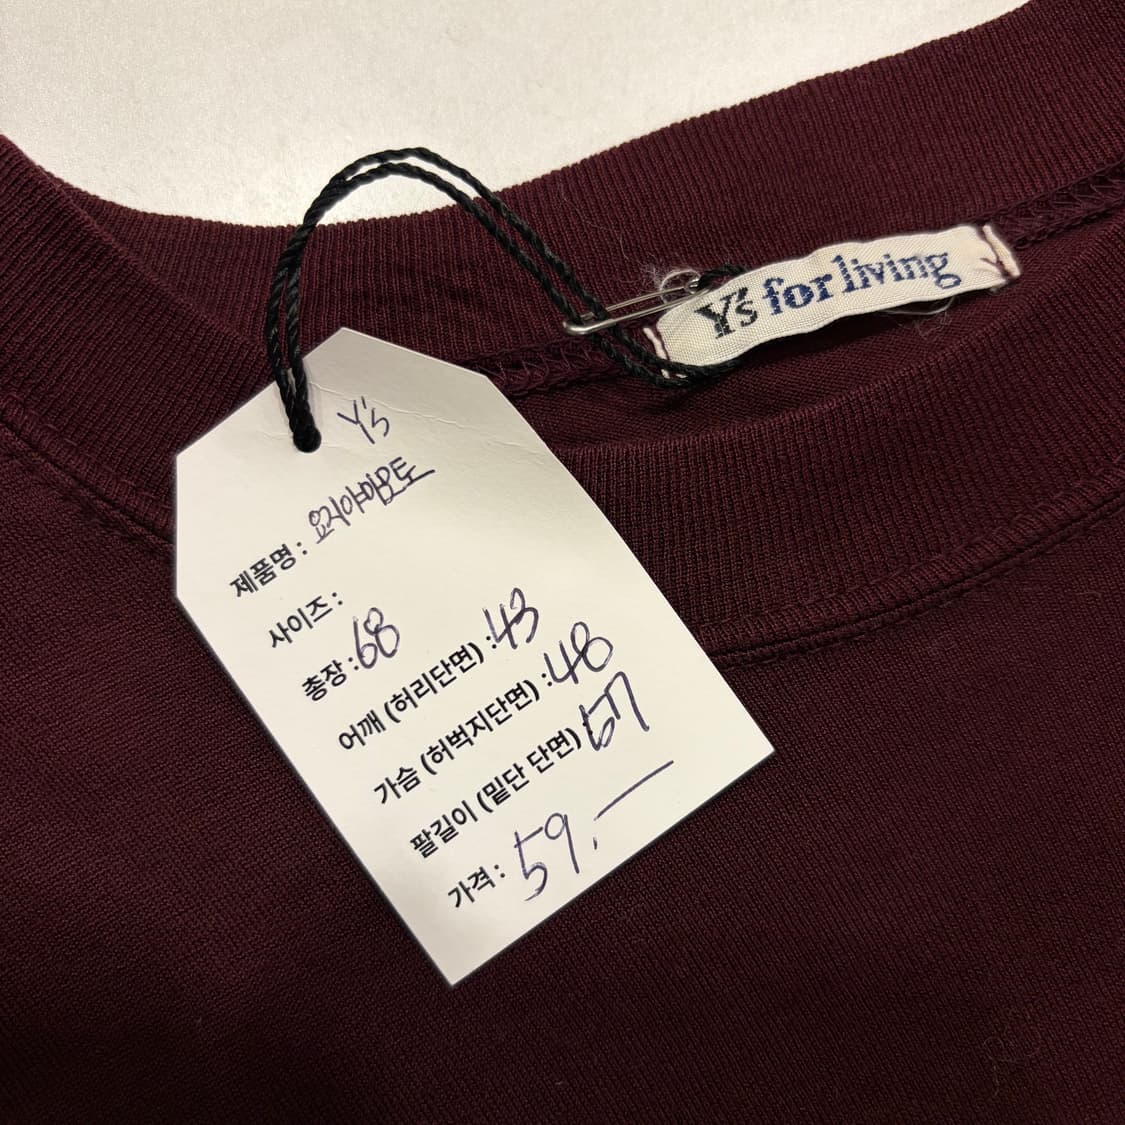 Y's for living
Y's
제품명 : 요지야마모토
사이즈 :
총장 : 68
어깨 (허리단면) : 43
가슴 (허벅지단면) : 48
팔길이 (밑단 단면) : 57
가격 : 59.—